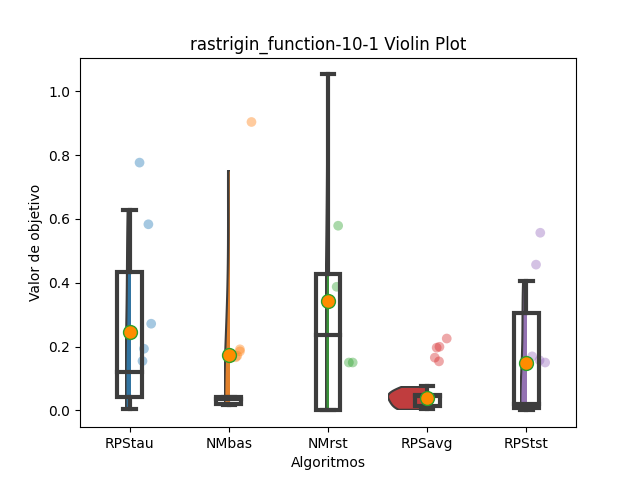 rastrigin_function-10-1 Violin Plot
Valor de objetivo
1.0
0.8
0.6
0.4
0.2
0.0
RPStau NMbas NMrst RPSavg RPStst
Algoritmos